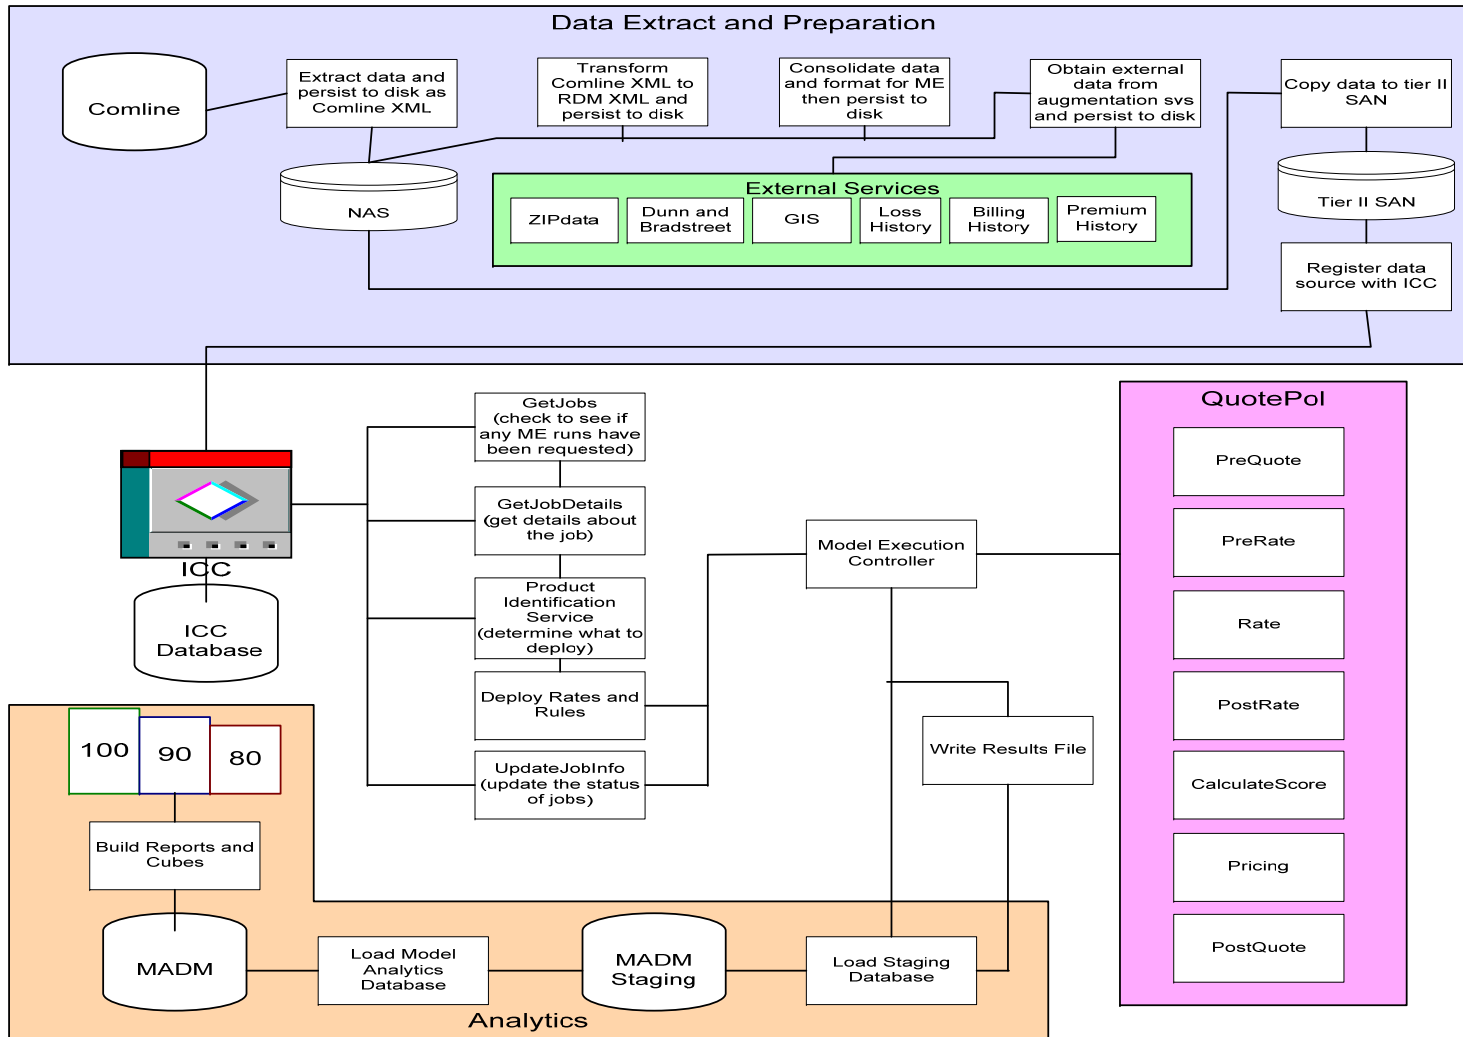 Data Extract and Preparation
Comline
Extract data and
persist to disk as
Comline XML
Transform
Comline XML to
RDM XML and
persist to disk
Consolidate data
and format for ME
then persist to
disk
Obtain external
data from
augmentation svs
and persist to disk
Copy data to tier II
SAN
NAS
External Services
ZIPdata
Dunn and
Bradstreet
GIS
Loss
History
Billing
History
Premium
History
Tier II SAN
Register data
source with ICC
GetJobs
(check to see if
any ME runs have
been requested)
GetJobDetails
(get details about
the job)
Product
Identification
Service
(determine what to
deploy)
Deploy Rates and
Rules
UpdateJobInfo
(update the status
of jobs)
ICC
ICC
Database
Model Execution
Controller
Write Results File
QuotePol
PreQuote
PreRate
Rate
PostRate
CalculateScore
Pricing
PostQuote
100
90
80
Build Reports and
Cubes
MADM
Load Model
Analytics
Database
MADM
Staging
Load Staging
Database
Analytics